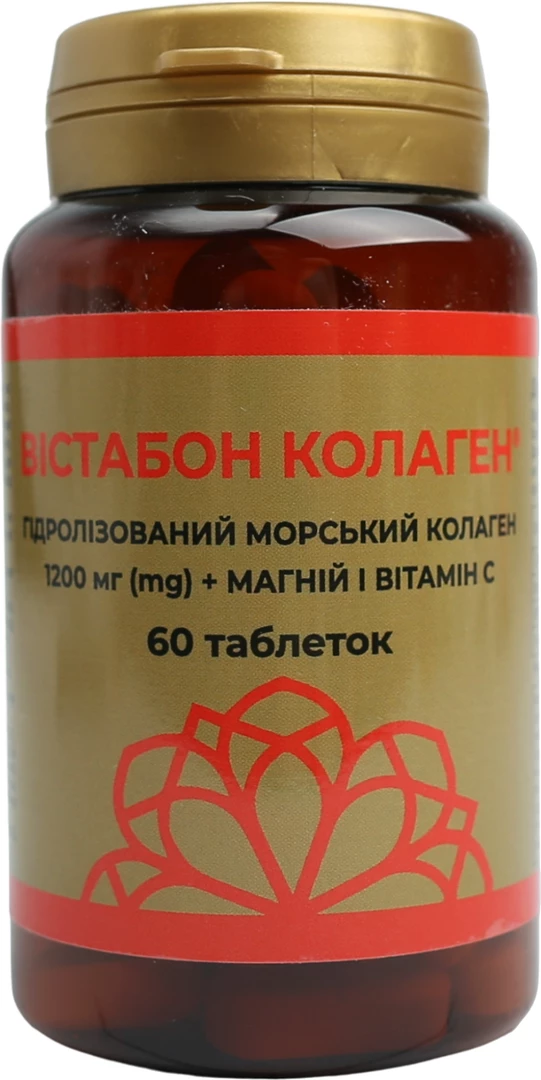 ВІСТАБОН КОЛАГЕН®
ГІДРОЛІЗОВАНИЙ МОРСЬКИЙ КОЛАГЕН
1200 мг (mg) + МАГНІЙ І ВІТАМІН С
60 таблеток